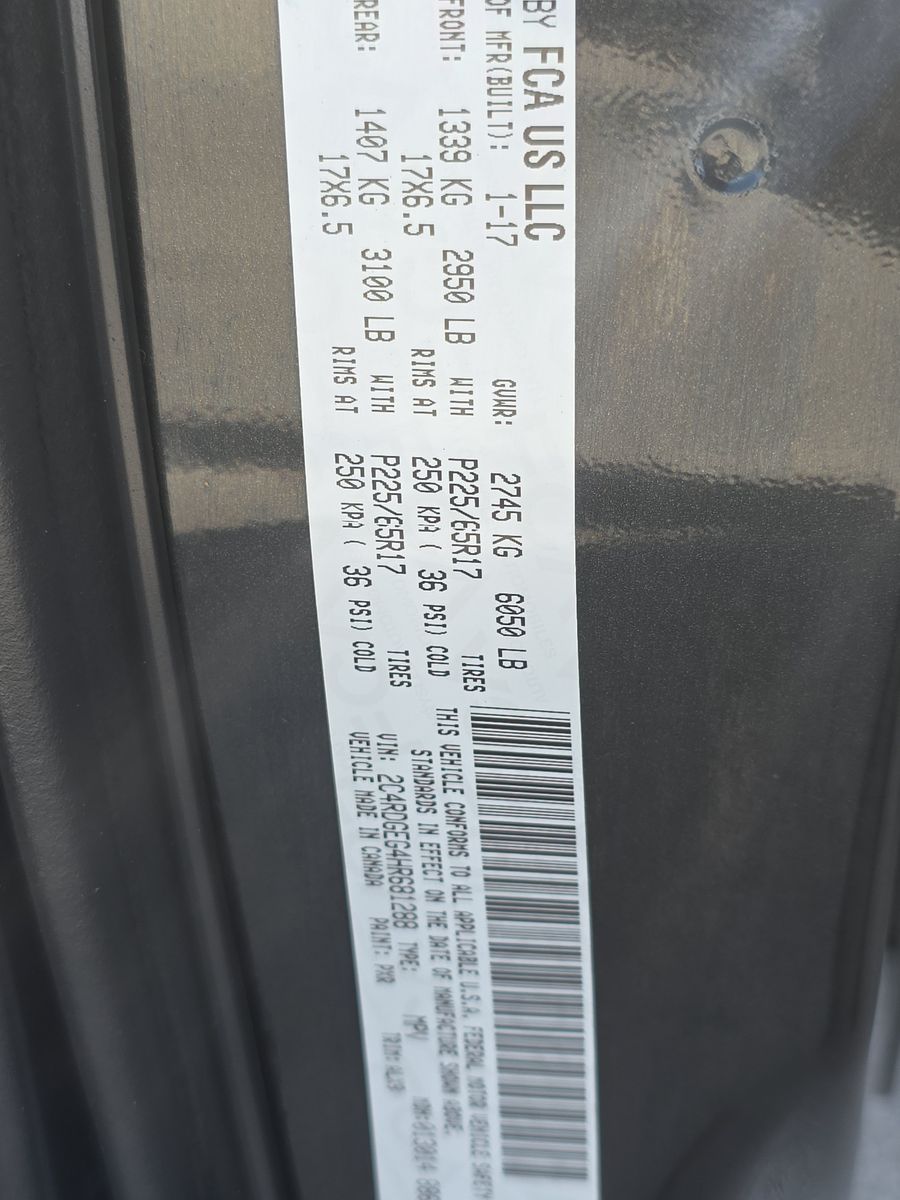 BY FCA US LLC
OF MFR(BUILT): 1-17 GVWR: 2745 KG 6050 LB
FRONT: 1339 KG 2950 LB WITH P225/65R17 TIRES
17X6.5 RIMS AT 250 KPA ( 36 PSI) COLD
REAR: 1407 KG 3100 LB WITH P225/65R17 TIRES
17X6.5 RIMS AT 250 KPA ( 36 PSI) COLD
THIS VEHICLE CONFORMS TO ALL APPLICABLE U.S.A. FEDERAL MOTOR VEHICLE SAFETY
STANDARDS IN EFFECT ON THE DATE OF MANUFACTURE SHOWN ABOVE.
VIN: 2C4RDGEG4HR681288 TYPE: MPV
VEHICLE MADE IN CANADA PAINT: PXR